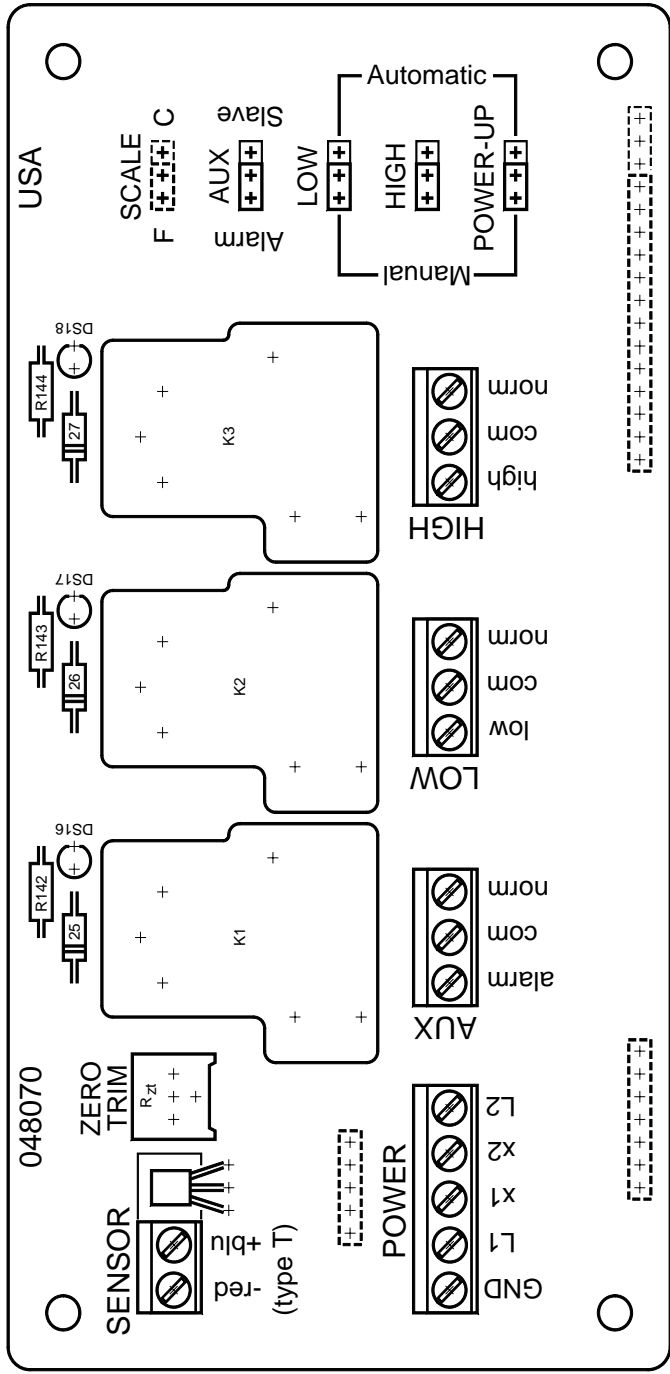 048070
USA
SENSOR
-red
+blu
(type T)
ZERO
TRIM
Rzt
R142
25
DS16
K1
R143
26
DS17
K2
R144
27
DS18
K3
SCALE
F
C
AUX
Alarm
Slave
LOW
HIGH
POWER-UP
Manual
Automatic
POWER
GND
L1
x1
x2
L2
AUX
alarm
com
norm
LOW
low
com
norm
HIGH
high
com
norm